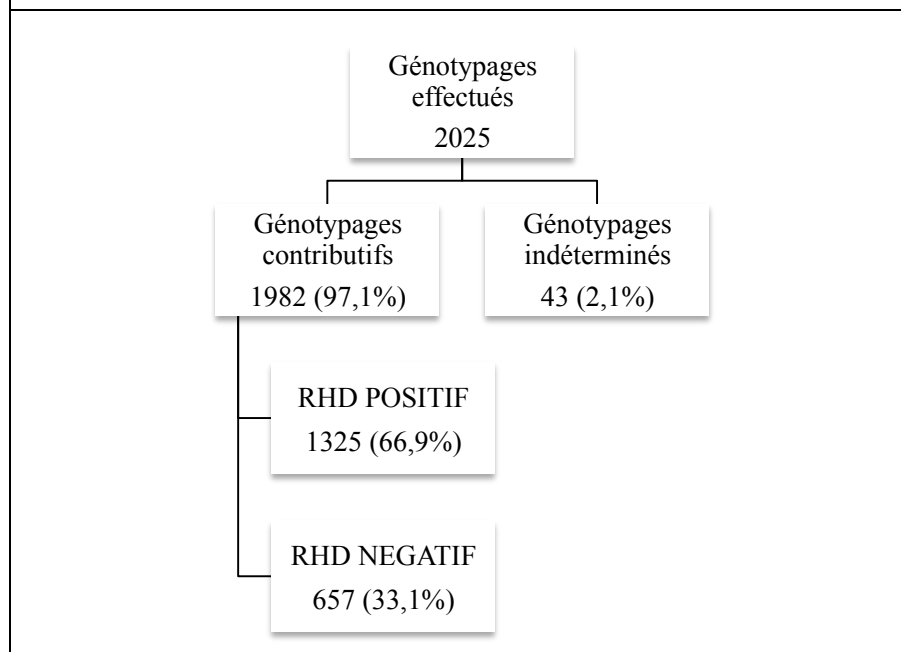 Génotypages
effectués
2025
Génotypages
contributifs
1982 (97,1%)
Génotypages
indéterminés
43 (2,1%)
RHD POSITIF
1325 (66,9%)
RHD NEGATIF
657 (33,1%)